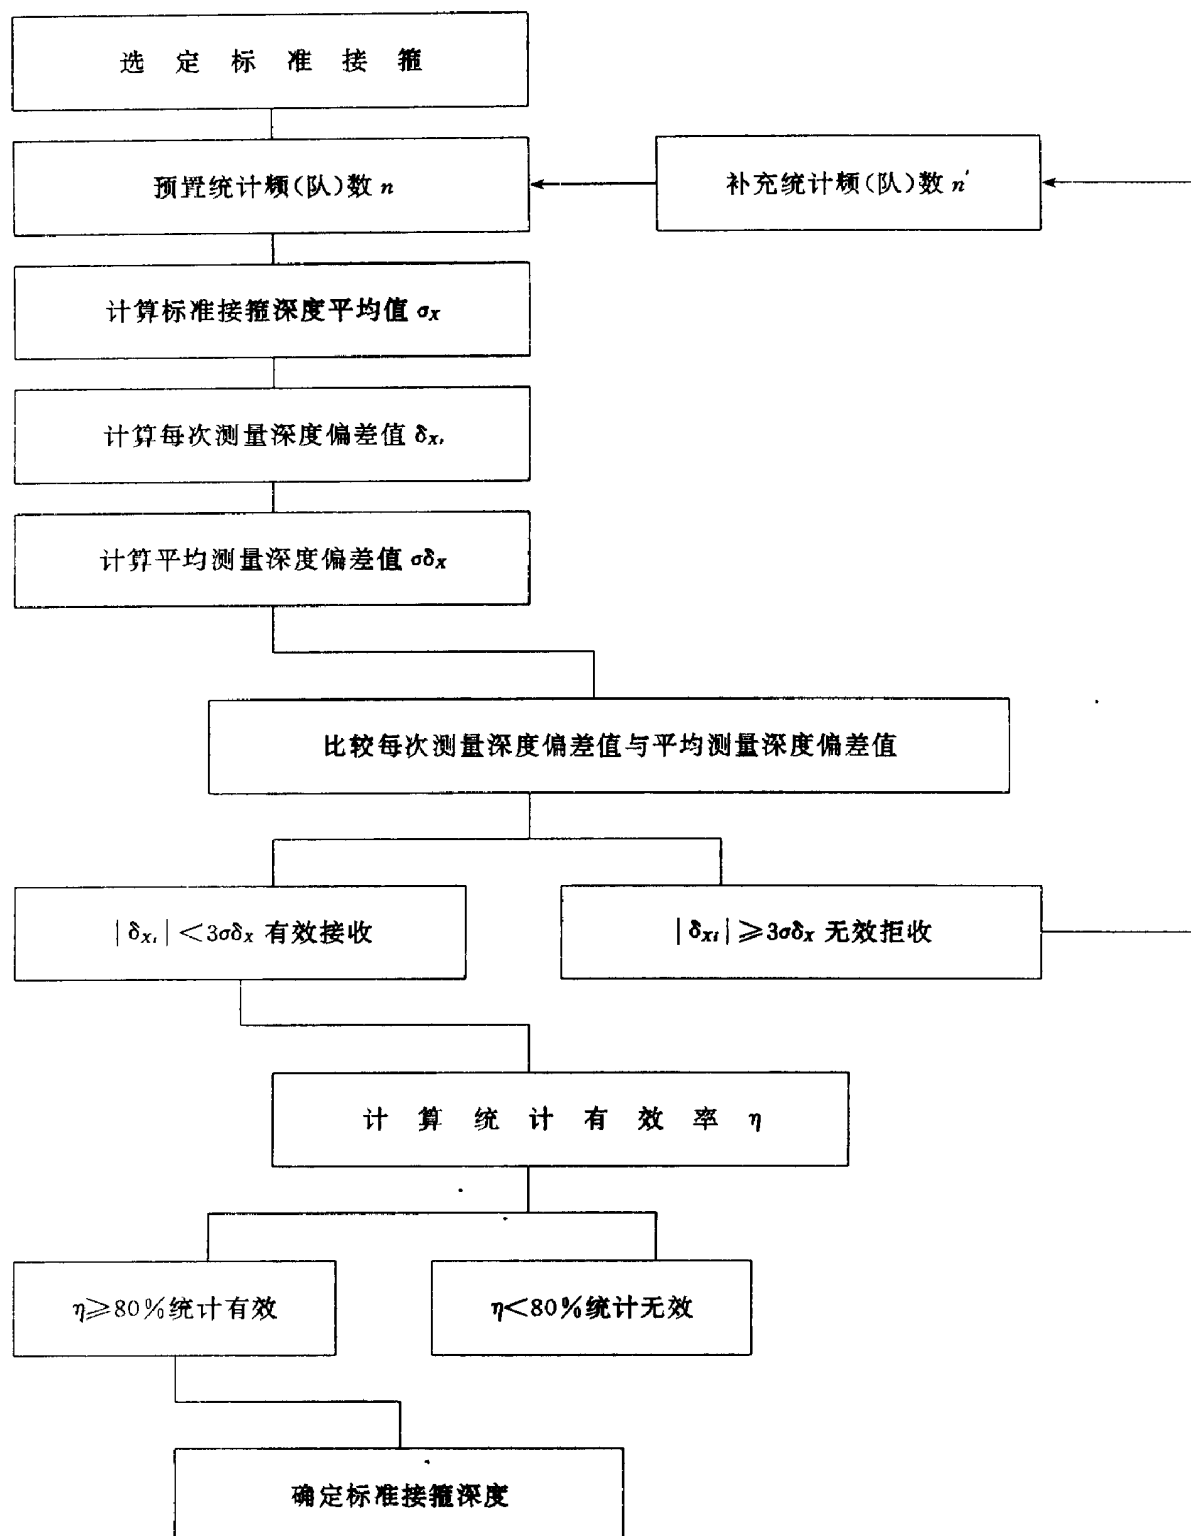 选定标准接箍
预置统计频(队)数 n
补充统计频(队)数 n′
计算标准接箍深度平均值 σX
计算每次测量深度偏差值 δXi
计算平均测量深度偏差值 σδX
比较每次测量深度偏差值与平均测量深度偏差值
|δXi|<3σδX 有效接收
|δXi|≥3σδX 无效拒收
计算统计有效率 η
η≥80%统计有效
η<80%统计无效
确定标准接箍深度